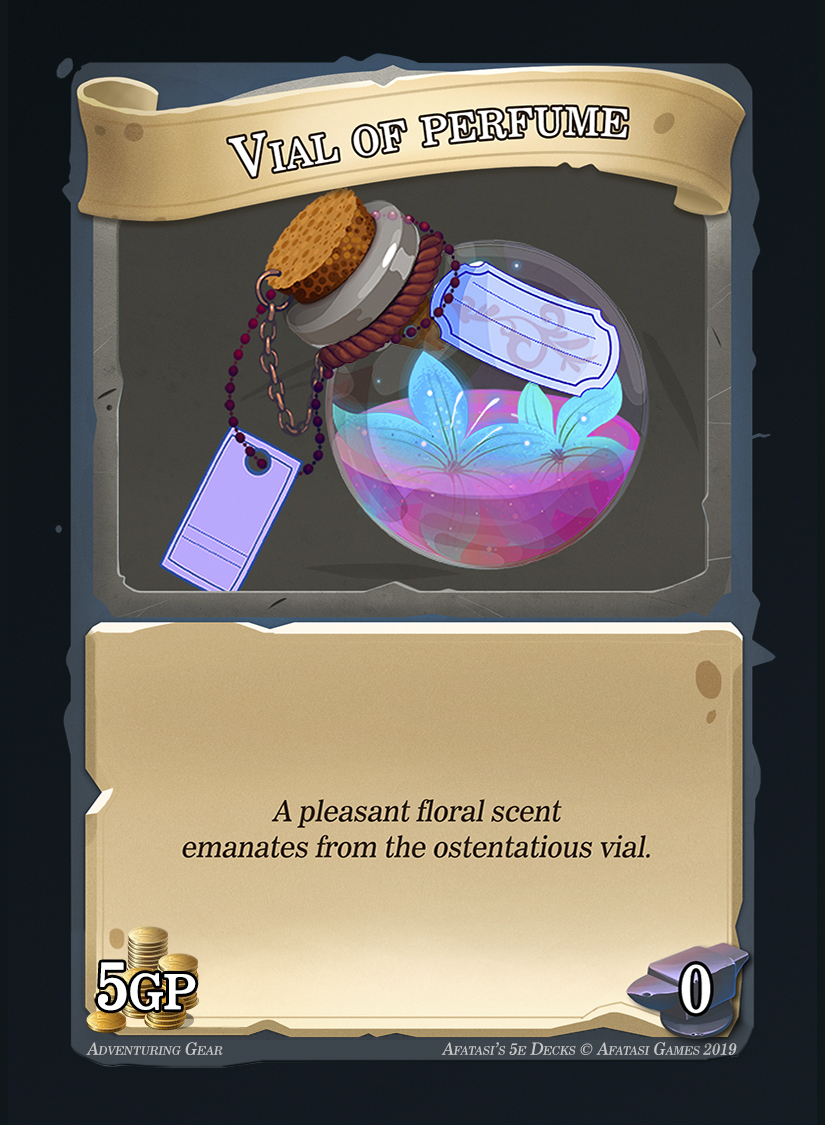 Vial of perfume
A pleasant floral scent
emanates from the ostentatious vial.
5GP
0
Adventuring Gear
Afatasi's 5e Decks © Afatasi Games 2019